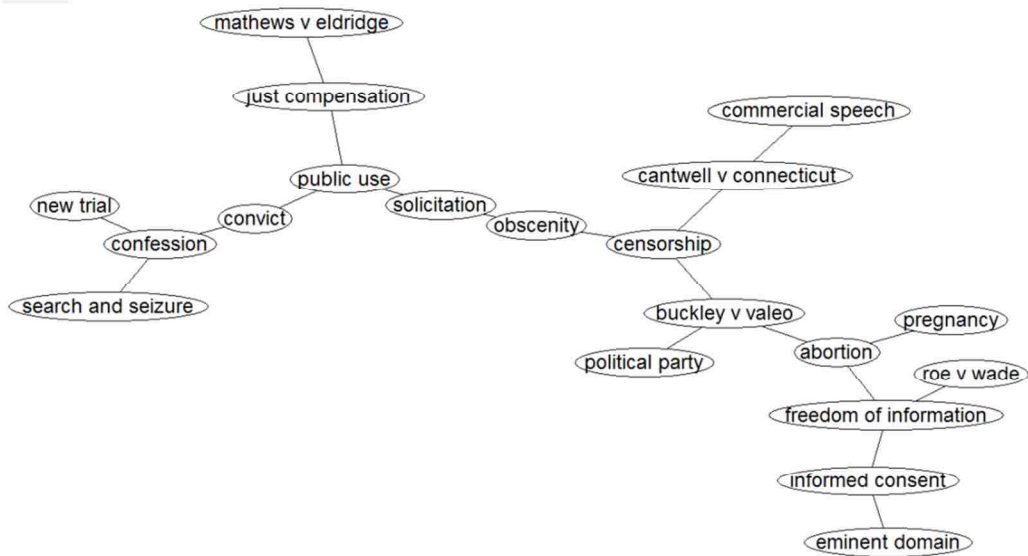 mathews v eldridge
just compensation
commercial speech
public use
cantwell v connecticut
new trial
solicitation
convict
obscenity
confession
censorship
search and seizure
buckley v valeo
pregnancy
political party
abortion
roe v wade
freedom of information
informed consent
eminent domain